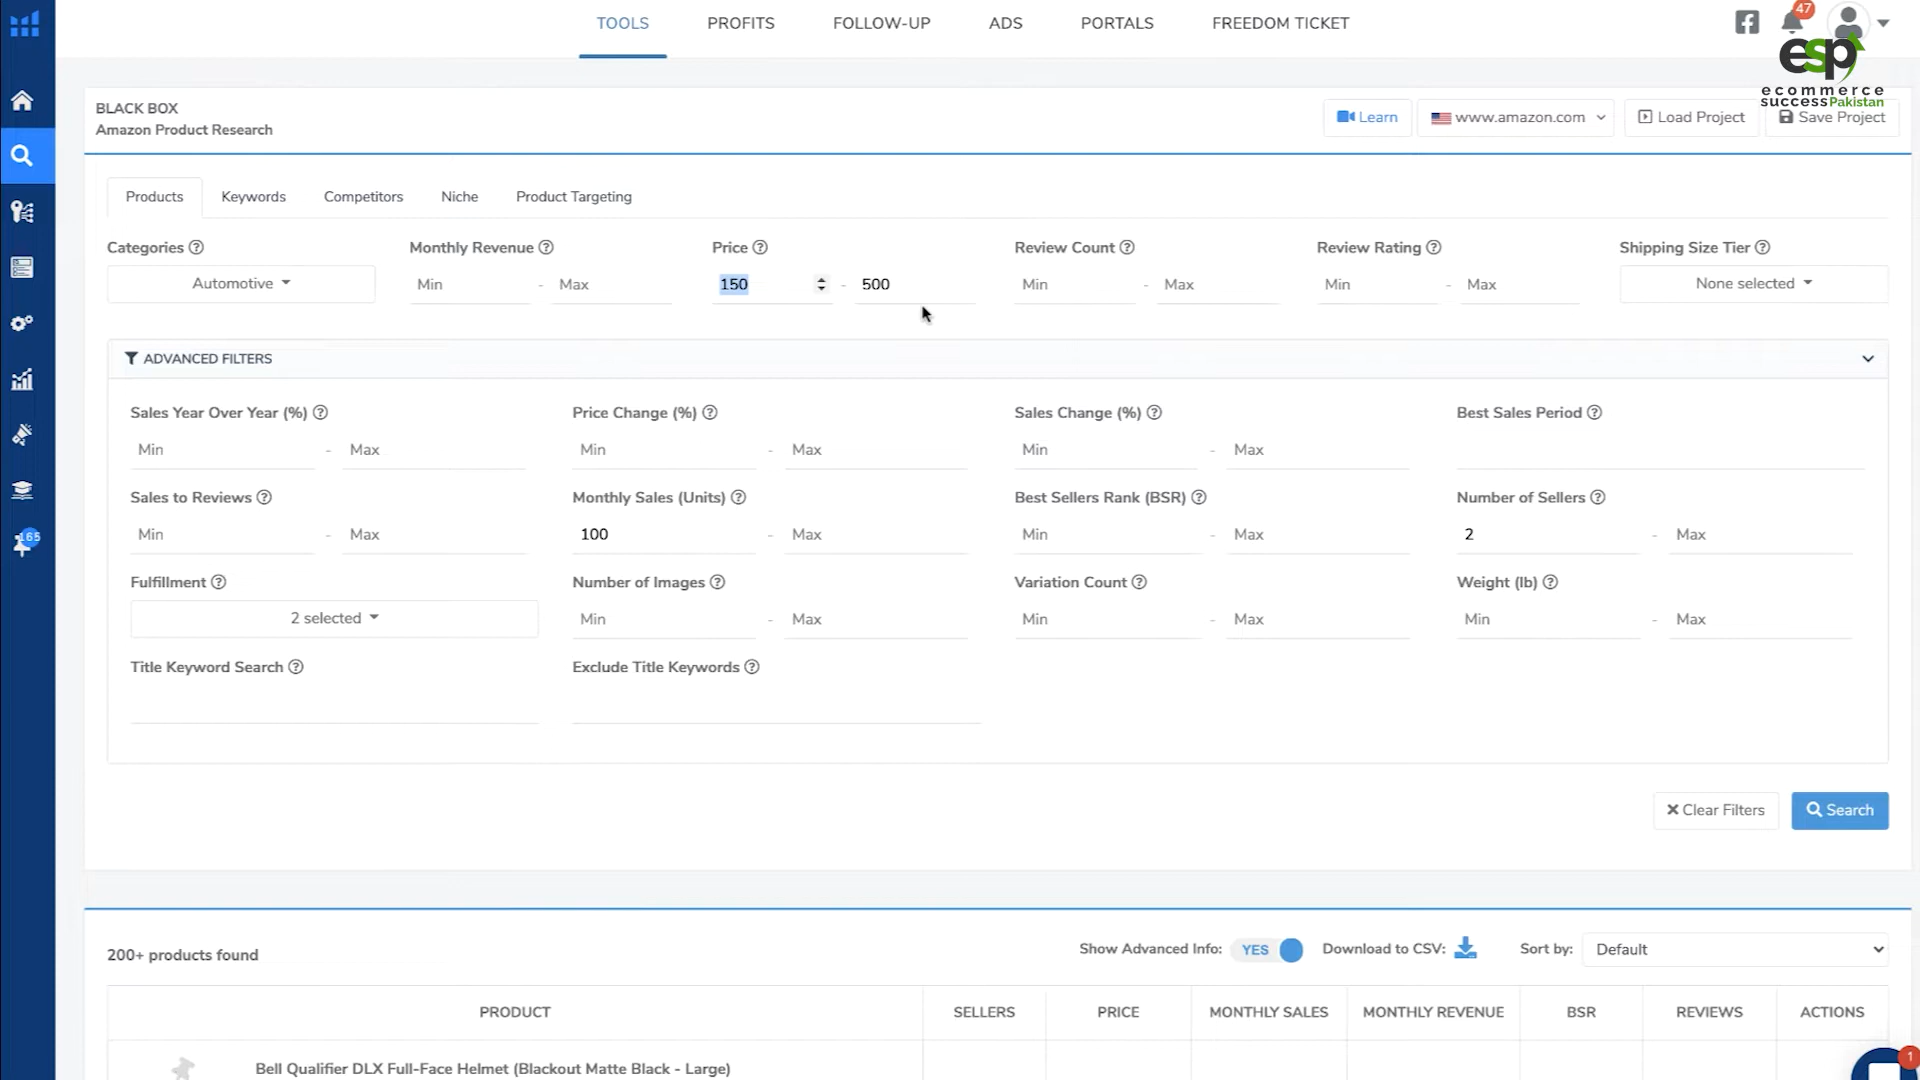 TOOLS PROFITS FOLLOW-UP ADS PORTALS FREEDOM TICKET 47
esp
ecommerce
success Pakistan
BLACK BOX
Amazon Product Research
Learn www.amazon.com Load Project Save Project
Products Keywords Competitors Niche Product Targeting
Categories ? Monthly Revenue ? Price ? Review Count ? Review Rating ? Shipping Size Tier ?
Automotive Min - Max 150 - 500 Min - Max Min - Max None selected
ADVANCED FILTERS
Sales Year Over Year (%) ? Price Change (%) ? Sales Change (%) ? Best Sales Period ?
Min - Max Min - Max Min - Max
Sales to Reviews ? Monthly Sales (Units) ? Best Sellers Rank (BSR) ? Number of Sellers ?
Min - Max 100 - Max Min - Max 2 - Max
165
Fulfillment ? Number of Images ? Variation Count ? Weight (lb) ?
2 selected Min - Max Min - Max Min - Max
Title Keyword Search ? Exclude Title Keywords ?
Clear Filters Search
200+ products found Show Advanced Info: YES Download to CSV: Sort by: Default
PRODUCT SELLERS PRICE MONTHLY SALES MONTHLY REVENUE BSR REVIEWS ACTIONS
Bell Qualifier DLX Full-Face Helmet (Blackout Matte Black - Large) 1